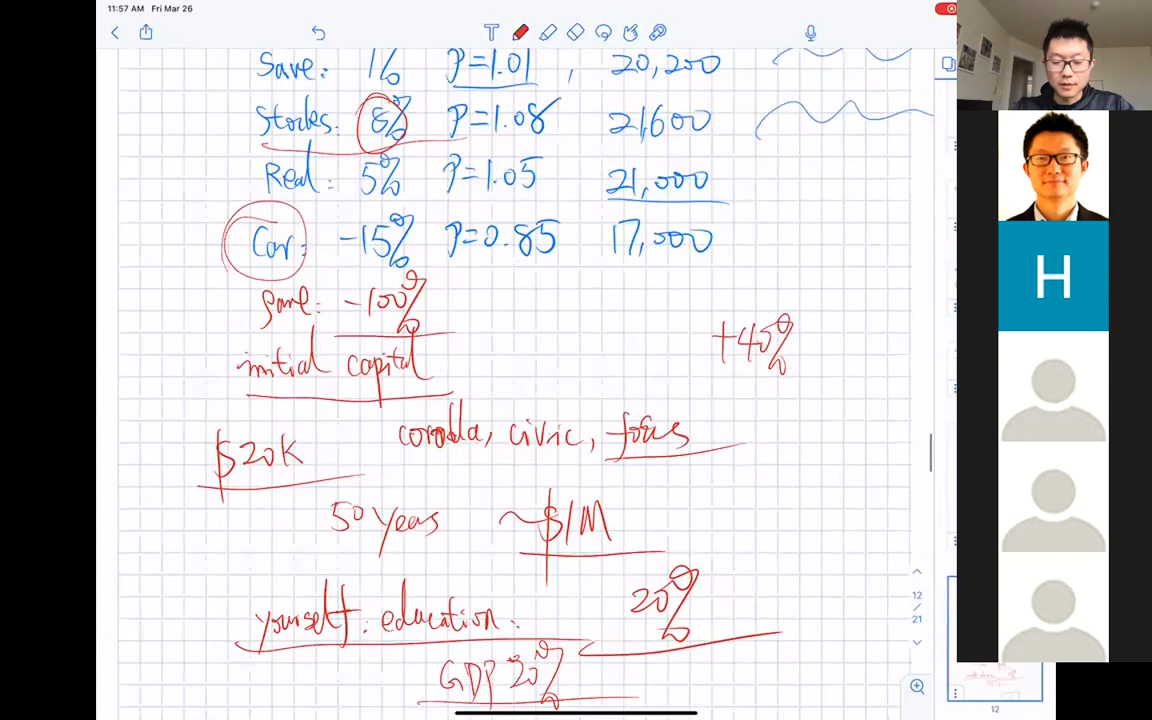 11:57 AM Fri Mar 26
Save: 1% P=1.01, 20,200
Stocks: 8% P=1.08 21,600
Real: 5% P=1.05 21,000
Car: -15% P=0.85 17,000
-100%
initial capital
+40%
corolla, civic, focus
$20K
50 years ~$1M
yourself: education: 20%
GDP 20%
H
12
21
12